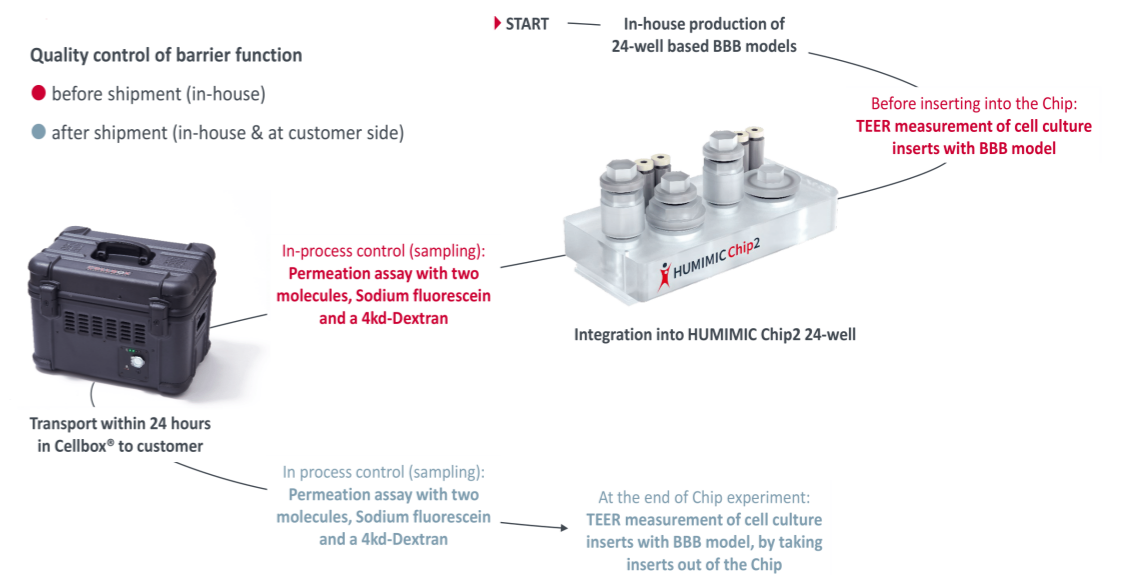 START
In-house production of
24-well based BBB models
Quality control of barrier function
before shipment (in-house)
after shipment (in-house & at customer side)
Before inserting into the Chip:
TEER measurement of cell culture
inserts with BBB model
HUMIMIC Chip2
Integration into HUMIMIC Chip2 24-well
In-process control (sampling):
Permeation assay with two
molecules, Sodium fluorescein
and a 4kd-Dextran
Transport within 24 hours
in Cellbox® to customer
In process control (sampling):
Permeation assay with two
molecules, Sodium fluorescein
and a 4kd-Dextran
At the end of Chip experiment:
TEER measurement of cell culture
inserts with BBB model, by taking
inserts out of the Chip